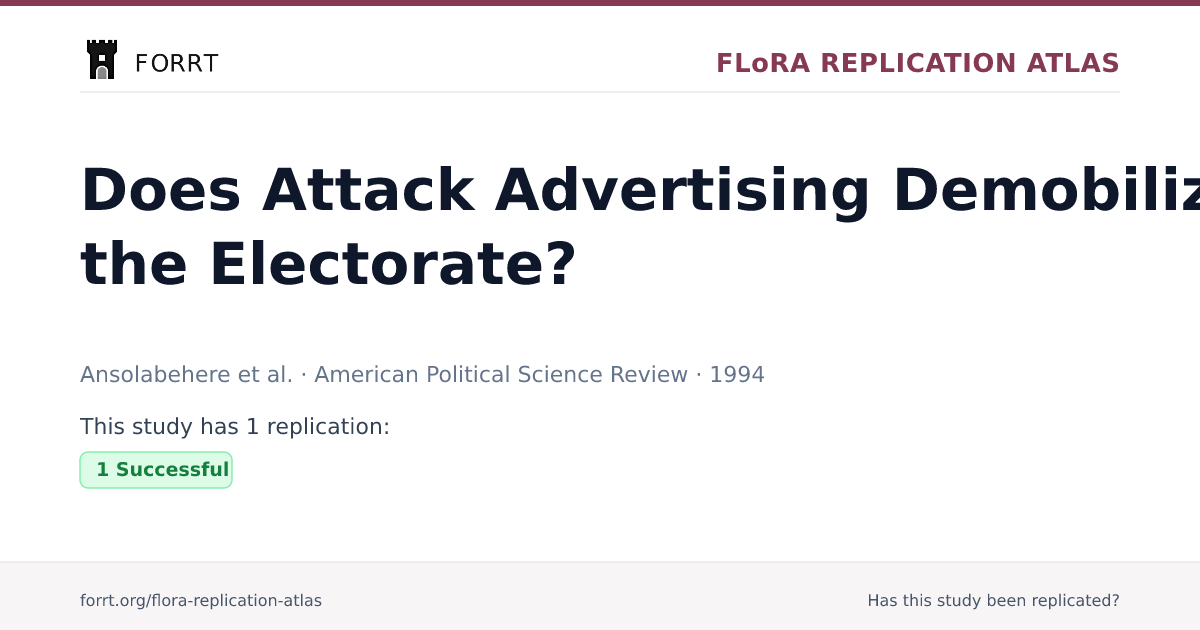 FORRT
FLoRA REPLICATION ATLAS
Does Attack Advertising Demobiliz
the Electorate?
Ansolabehere et al. · American Political Science Review · 1994
This study has 1 replication:
1 Successful
forrt.org/flora-replication-atlas
Has this study been replicated?